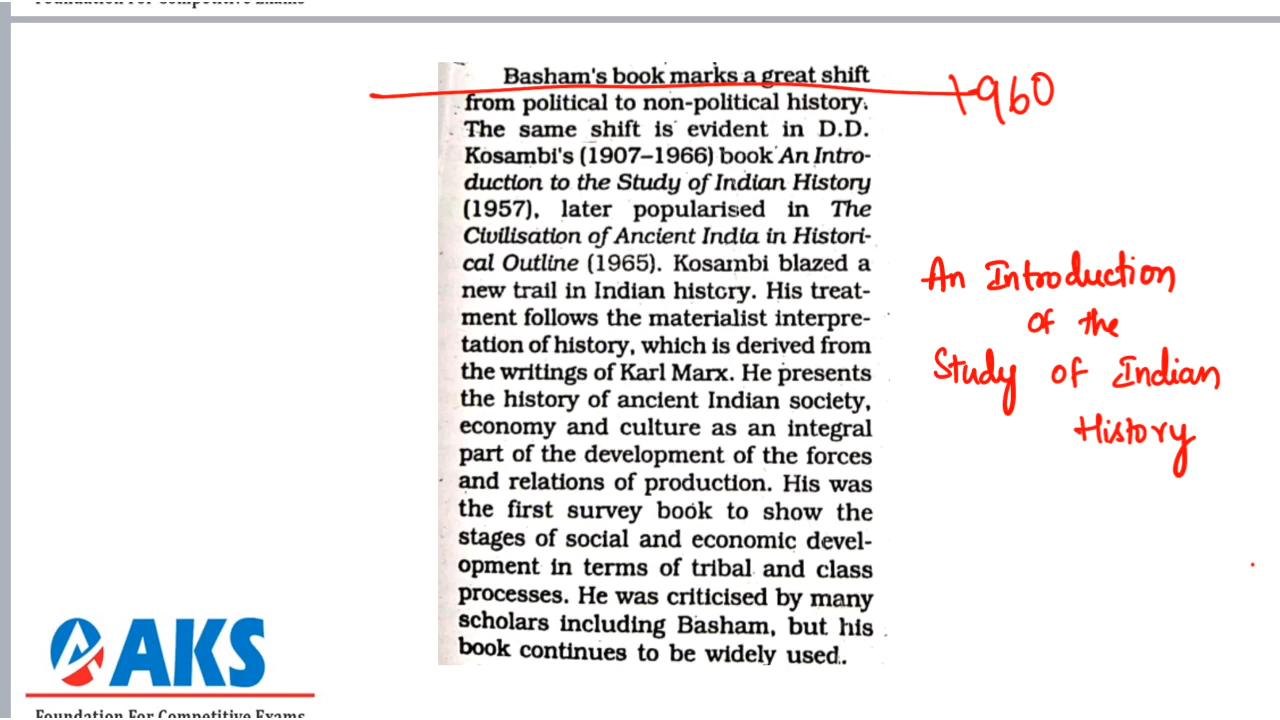 Foundation For Competitive Exams
Basham's book marks a great shift
from political to non-political history.
The same shift is evident in D.D.
Kosambi's (1907–1966) book An Intro-
duction to the Study of Indian History
(1957), later popularised in The
Civilisation of Ancient India in Histori-
cal Outline (1965). Kosambi blazed a
new trail in Indian history. His treat-
ment follows the materialist interpre-
tation of history, which is derived from
the writings of Karl Marx. He presents
the history of ancient Indian society,
economy and culture as an integral
part of the development of the forces
and relations of production. His was
the first survey book to show the
stages of social and economic devel-
opment in terms of tribal and class
processes. He was criticised by many
scholars including Basham, but his
book continues to be widely used.
1960
An Introduction
of the
Study of Indian
History
AKS
Foundation For Competitive Exams